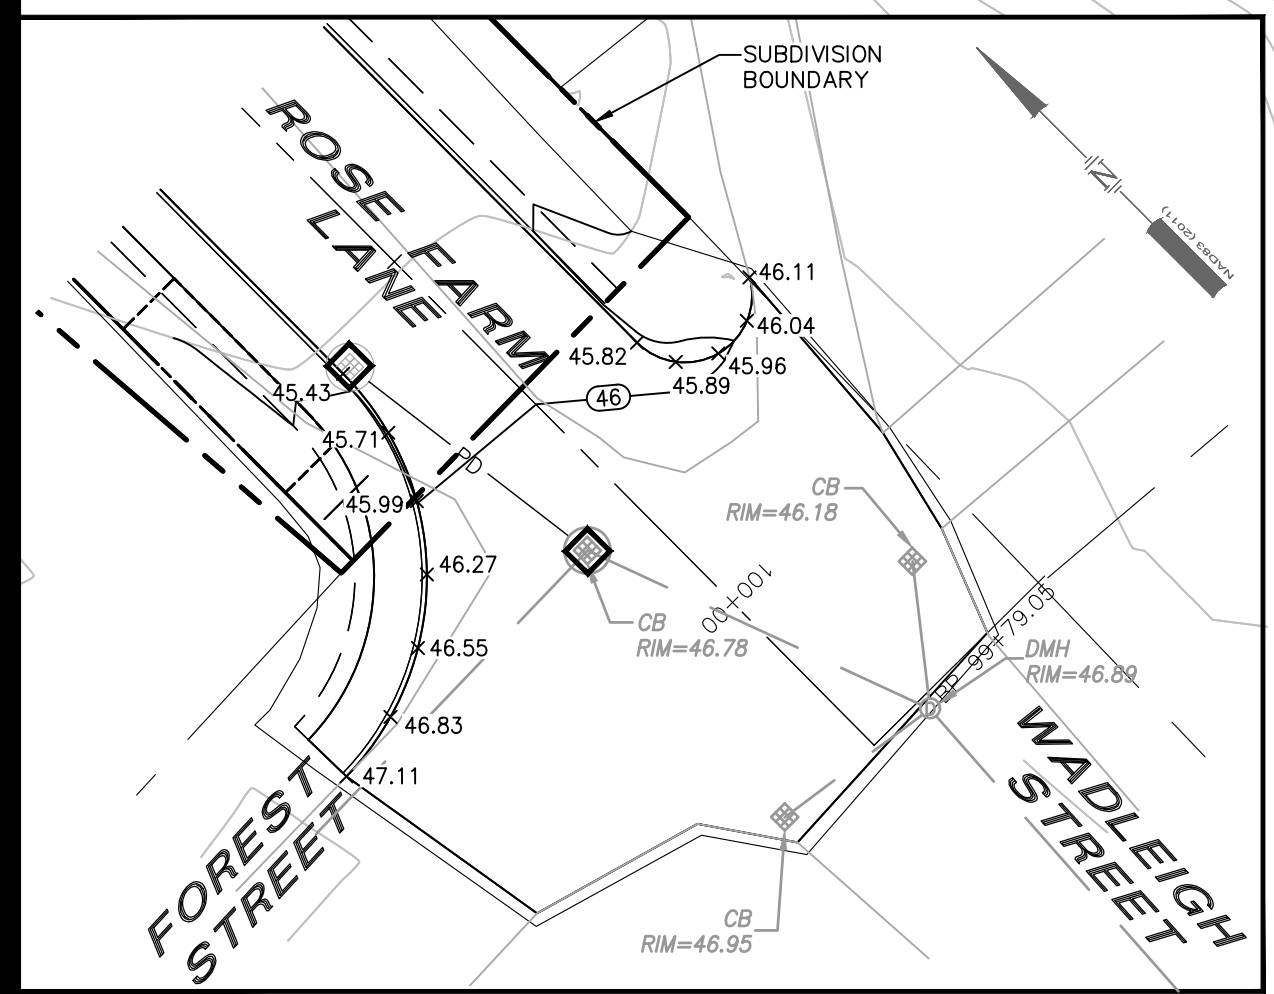 SUBDIVISION
BOUNDARY
N
NAD83 (2011)
ROSE FARM
LANE
46.11
46.04
45.96
45.89
45.82
46
45.43
45.71
45.99
46.27
46.55
46.83
47.11
D
CB
RIM=46.18
CB
RIM=46.78
100+00
BP 99+79.05
DMH
RIM=46.89
CB
RIM=46.95
FOREST
STREET
WADLEIGH
STREET